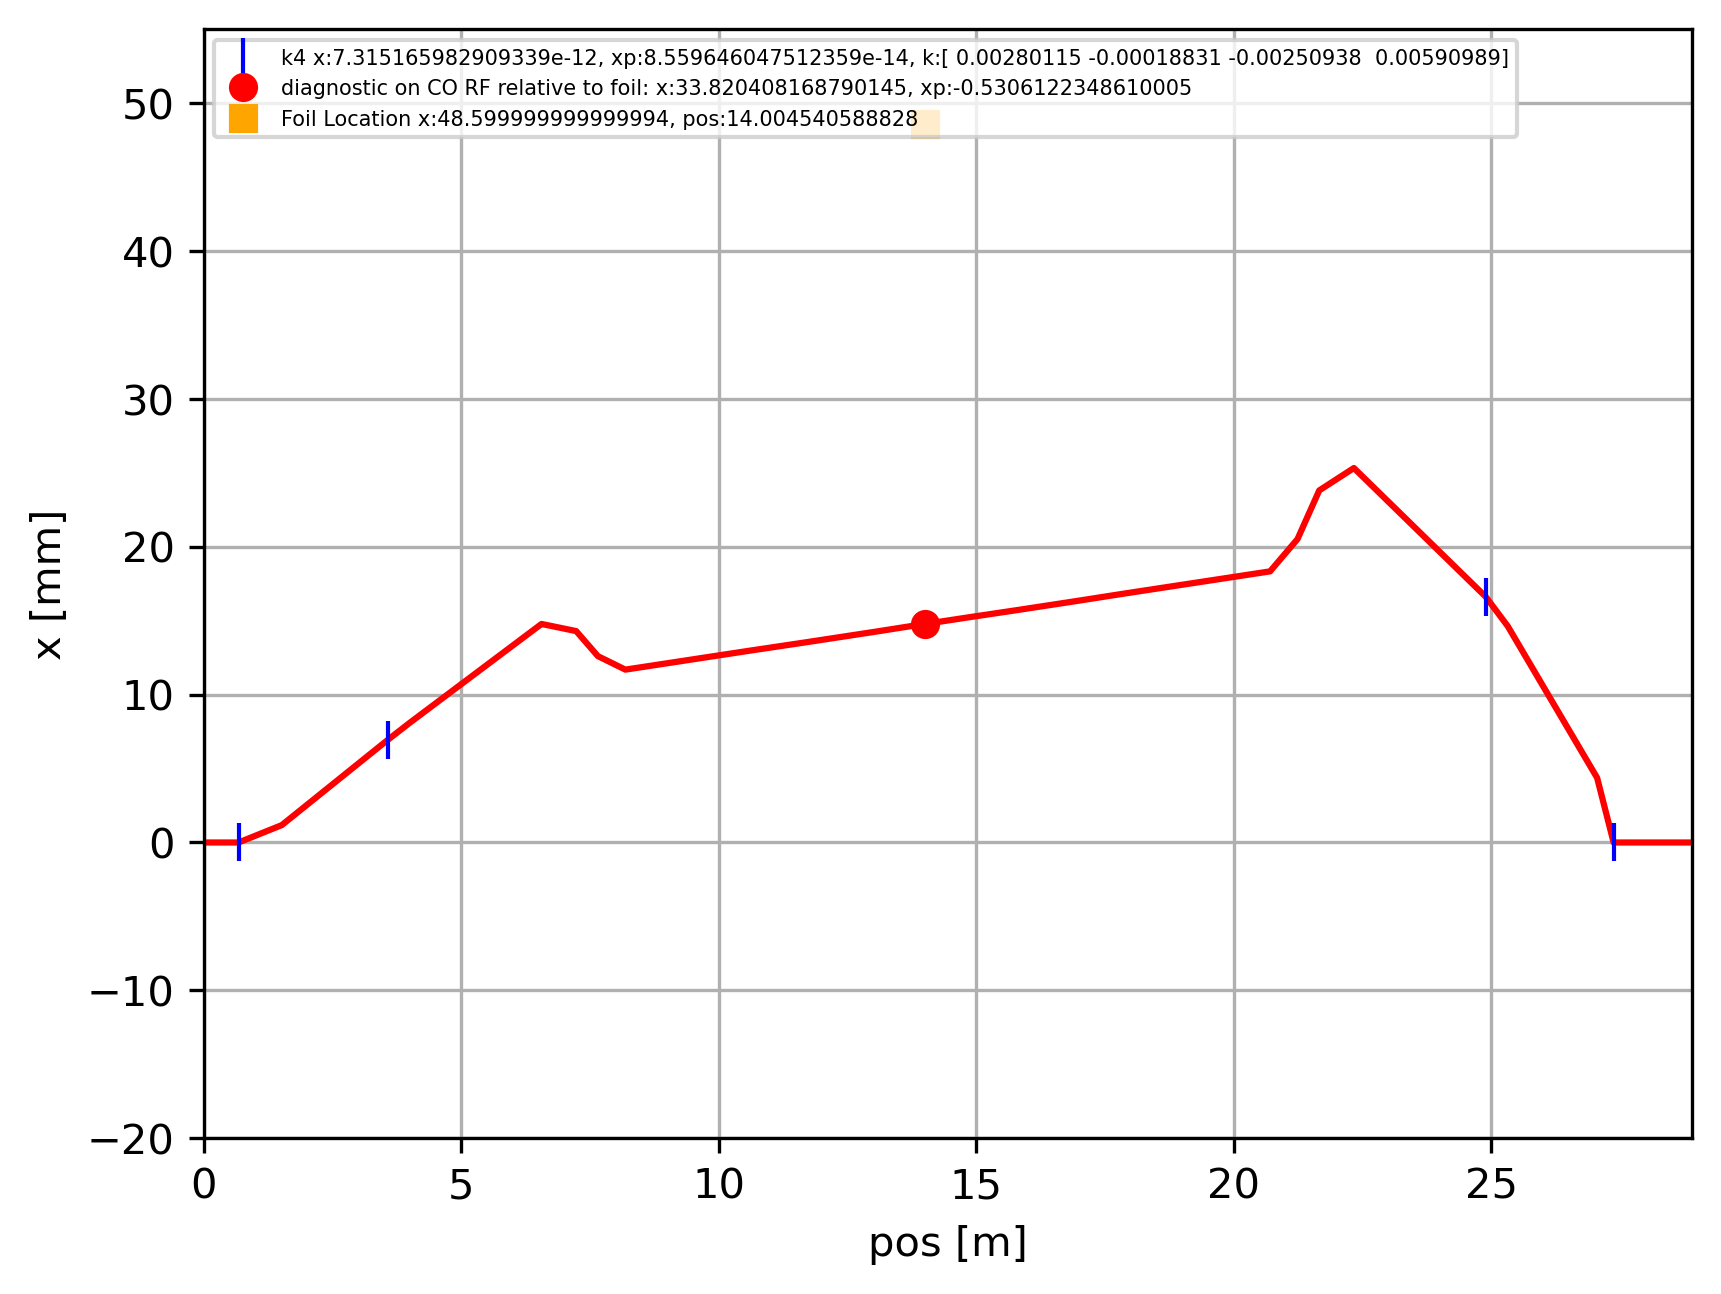 k4 x:7.315165982909339e-12, xp:8.559646047512359e-14, k:[ 0.00280115 -0.00018831 -0.00250938  0.00590989]
diagnostic on CO RF relative to foil: x:33.820408168790145, xp:-0.5306122348610005
Foil Location x:48.599999999999994, pos:14.004540588828
50
40
30
20
10
0
−10
−20
x [mm]
0 5 10 15 20 25
pos [m]